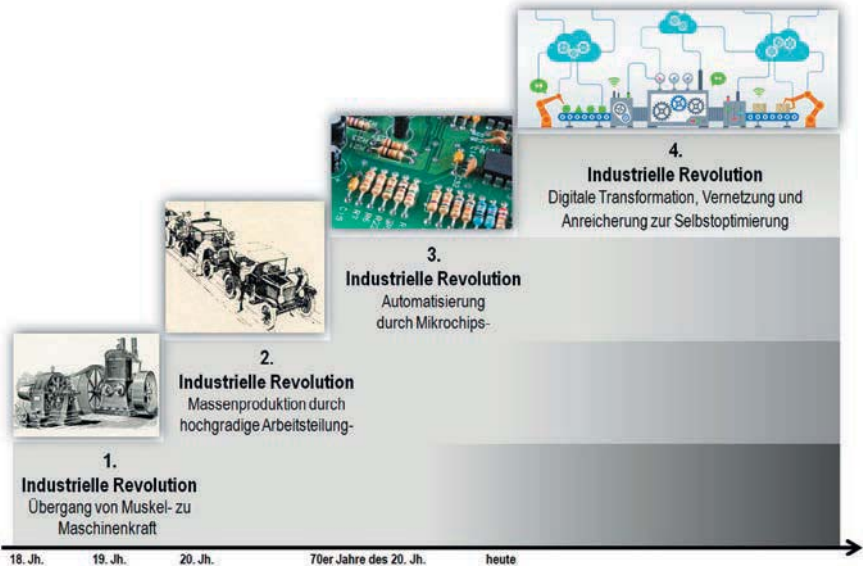 4.
Industrielle Revolution
Digitale Transformation, Vernetzung und
Anreicherung zur Selbstoptimierung
3.
Industrielle Revolution
Automatisierung
durch Mikrochips-
2.
Industrielle Revolution
Massenproduktion durch
hochgradige Arbeitsteilung-
1.
Industrielle Revolution
Übergang von Muskel- zu
Maschinenkraft
18. Jh. 19. Jh. 20. Jh. 70er Jahre des 20. Jh. heute